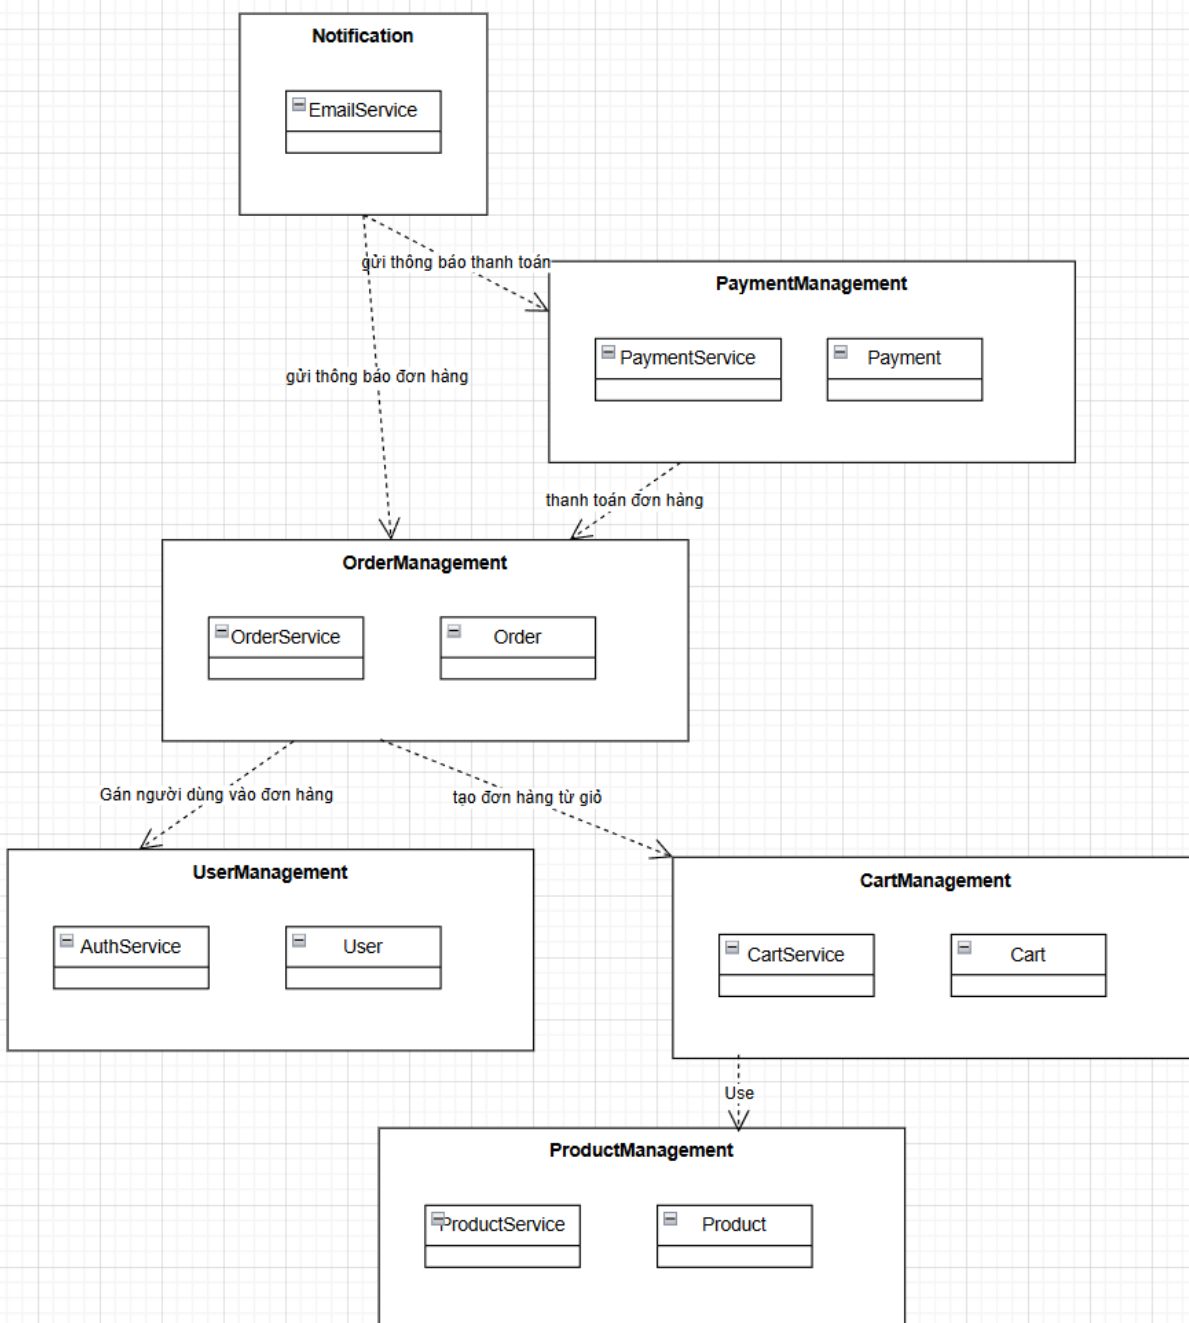 Notification
EmailService
gửi thông báo thanh toán
PaymentManagement
PaymentService
Payment
gửi thông báo đơn hàng
thanh toán đơn hàng
OrderManagement
OrderService
Order
Gán người dùng vào đơn hàng
tạo đơn hàng từ giỏ
UserManagement
AuthService
User
CartManagement
CartService
Cart
Use
ProductManagement
ProductService
Product